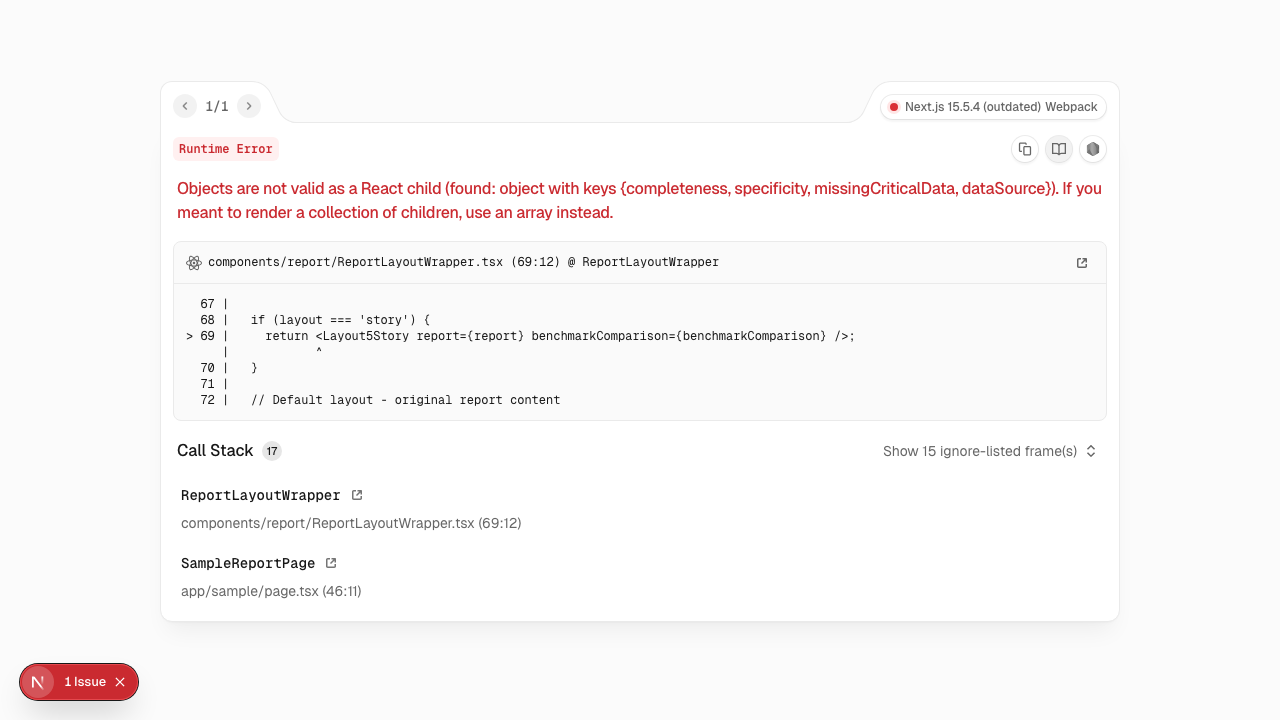 1/1
Next.js 15.5.4 (outdated) Webpack
Runtime Error
Objects are not valid as a React child (found: object with keys {completeness, specificity, missingCriticalData, dataSource}). If you
meant to render a collection of children, use an array instead.
components/report/ReportLayoutWrapper.tsx (69:12) @ ReportLayoutWrapper
67 |
68 |   if (layout === 'story') {
> 69 |     return <Layout5Story report={report} benchmarkComparison={benchmarkComparison} />;
|            ^
70 |   }
71 |
72 |   // Default layout - original report content
Call Stack 17
Show 15 ignore-listed frame(s)
ReportLayoutWrapper
components/report/ReportLayoutWrapper.tsx (69:12)
SampleReportPage
app/sample/page.tsx (46:11)
N 1 Issue